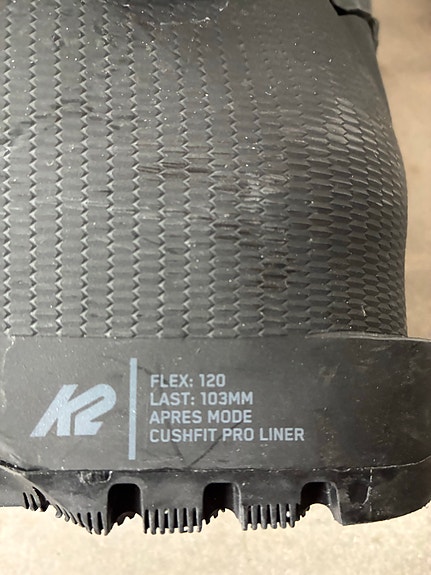 K2
FLEX: 120
LAST: 103MM
APRES MODE
CUSHFIT PRO LINER